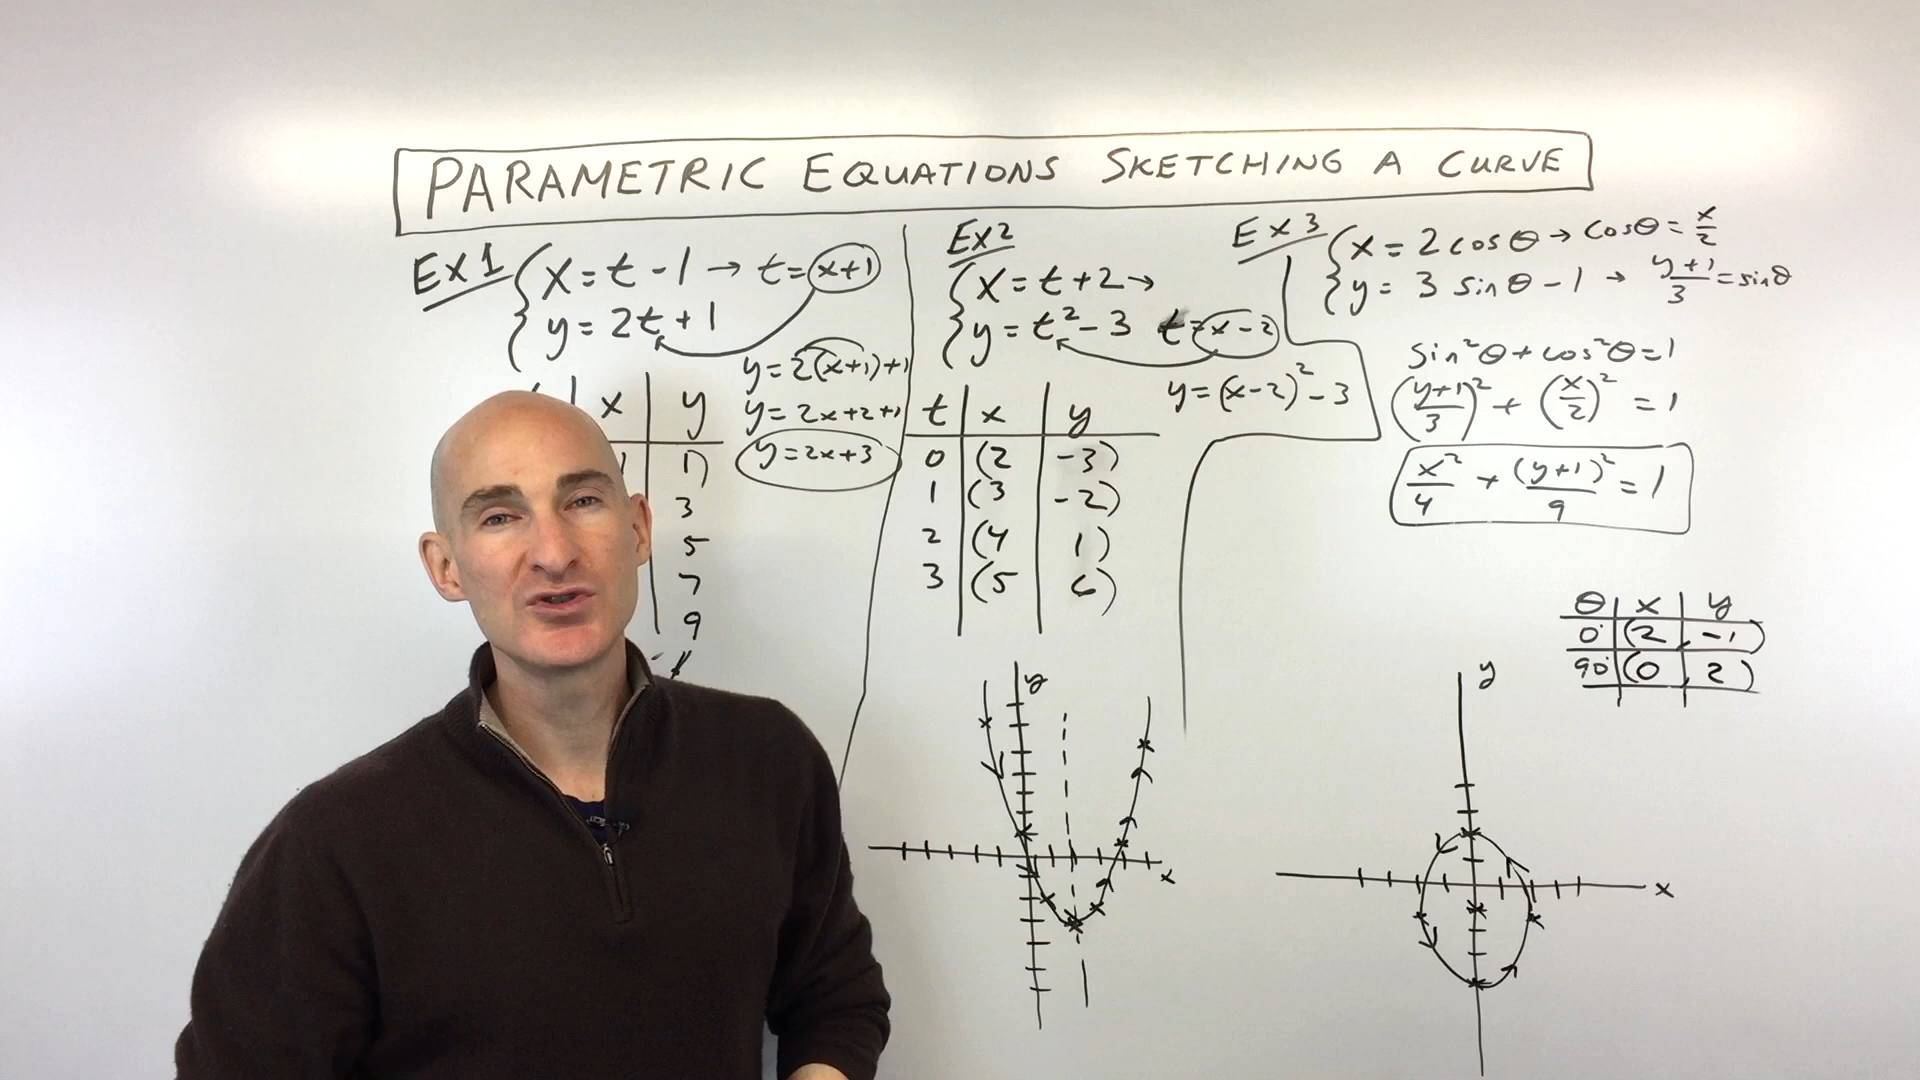 PARAMETRIC EQUATIONS SKETCHING A CURVE
EX 1
x = t - 1 → t = x+1
y = 2t + 1
y = 2(x+1)+1
y = 2x+2+1
y = 2x+3
x y
1)
3
5
7
9
Ex2
x = t + 2 →
y = t² - 3 t = x-2
y = (x-2)² - 3
t x y
0 (2 -3)
1 (3 -2)
2 (4 1)
3 (5 6)
y
x
Ex 3
x = 2 cos θ → cos θ = x/2
y = 3 sin θ - 1 → y+1/3 = sin θ
sin²θ + cos²θ = 1
(y+1/3)² + (x/2)² = 1
x²/4 + (y+1)²/9 = 1
θ x y
0° (2, -1)
90° (0, 2)
y
x